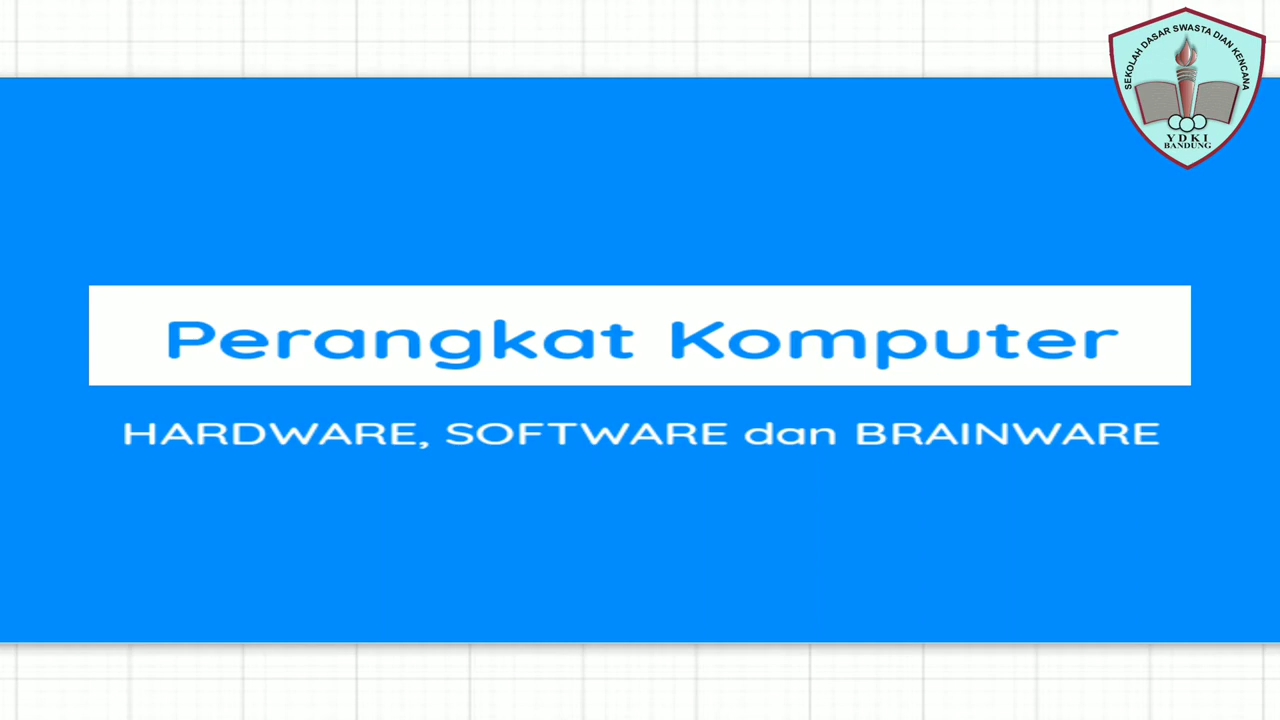 SEKOLAH DASAR SWASTA DIAN KENCANA
YDKI
BANDUNG
Perangkat Komputer
HARDWARE, SOFTWARE dan BRAINWARE